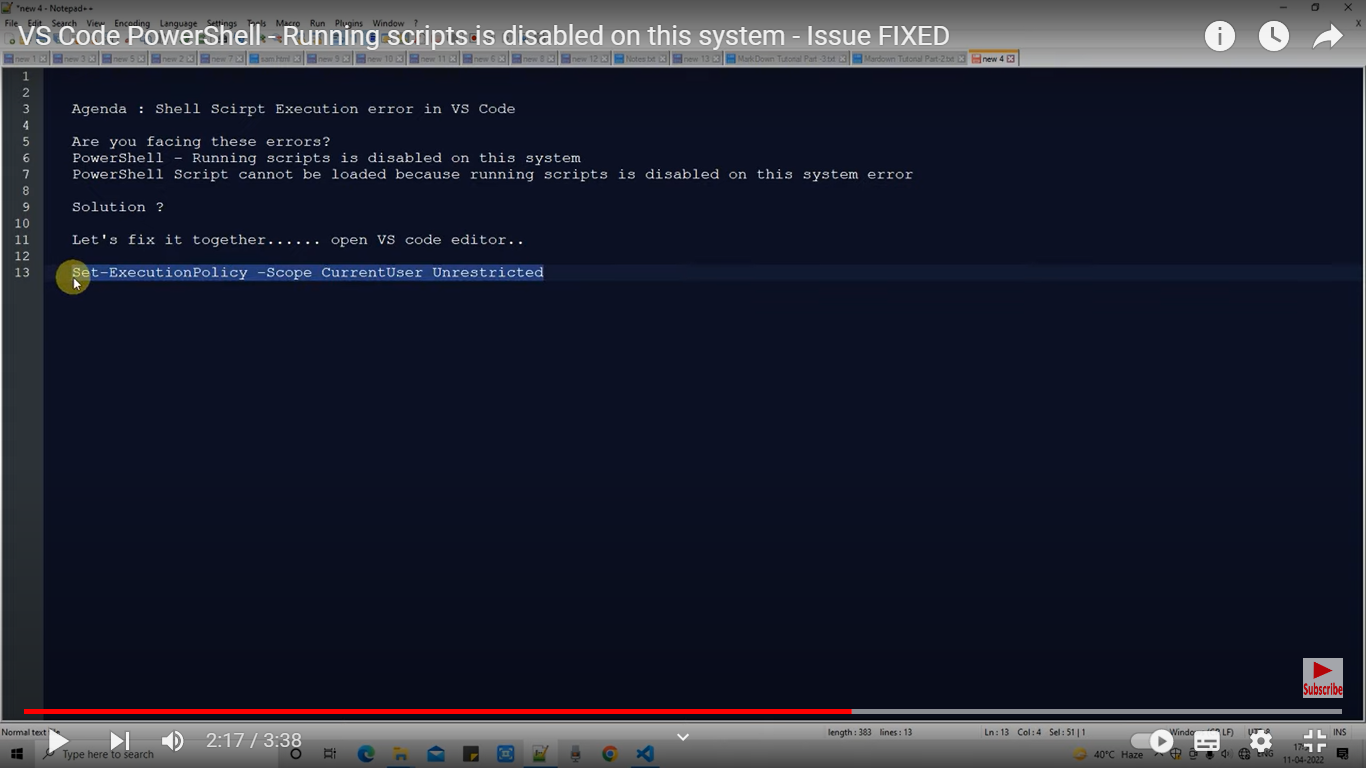 *new 4 - Notepad++
File Edit Search View Encoding Language Settings Tools Macro Run Plugins Window ?
VS Code PowerShell - Running scripts is disabled on this system - Issue FIXED
new 1 new 3 new 5 new 2 new 7 sam.html new 9 new 10 new 11 new 6 new 8 new 12 Notes.txt new 13 MarkDown Tutorial Part -3.txt Mardown Tutorial Part-2.txt new 4
1
2
3 Agenda : Shell Scirpt Execution error in VS Code
4
5 Are you facing these errors?
6 PowerShell - Running scripts is disabled on this system
7 PowerShell Script cannot be loaded because running scripts is disabled on this system error
8
9 Solution ?
10
11 Let's fix it together...... open VS code editor..
12
13 Set-ExecutionPolicy -Scope CurrentUser Unrestricted
Subscribe
Normal text length : 383 lines : 13 Ln : 13 Col : 4 Sel : 51 | 1 INS
2:17 / 3:38
Type here to search 40°C Haze ENG
11-04-2022